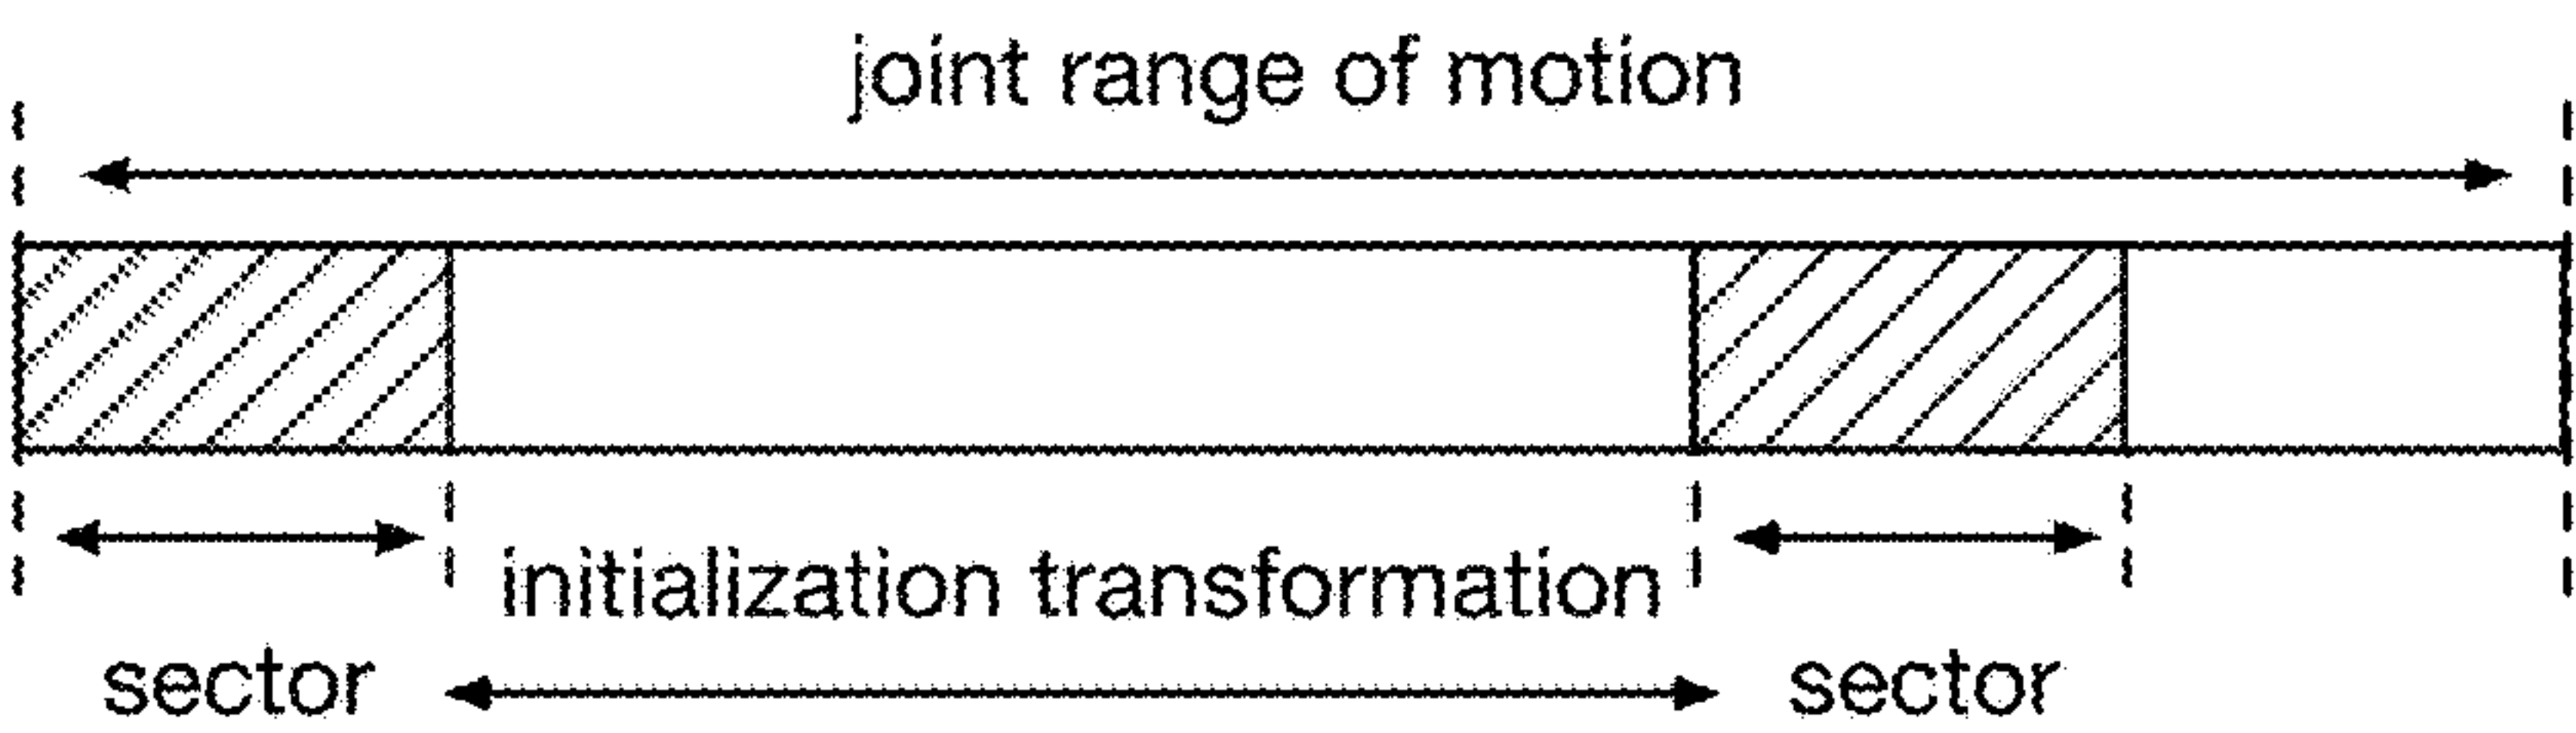 joint range of motion
initialization transformation
sector
sector